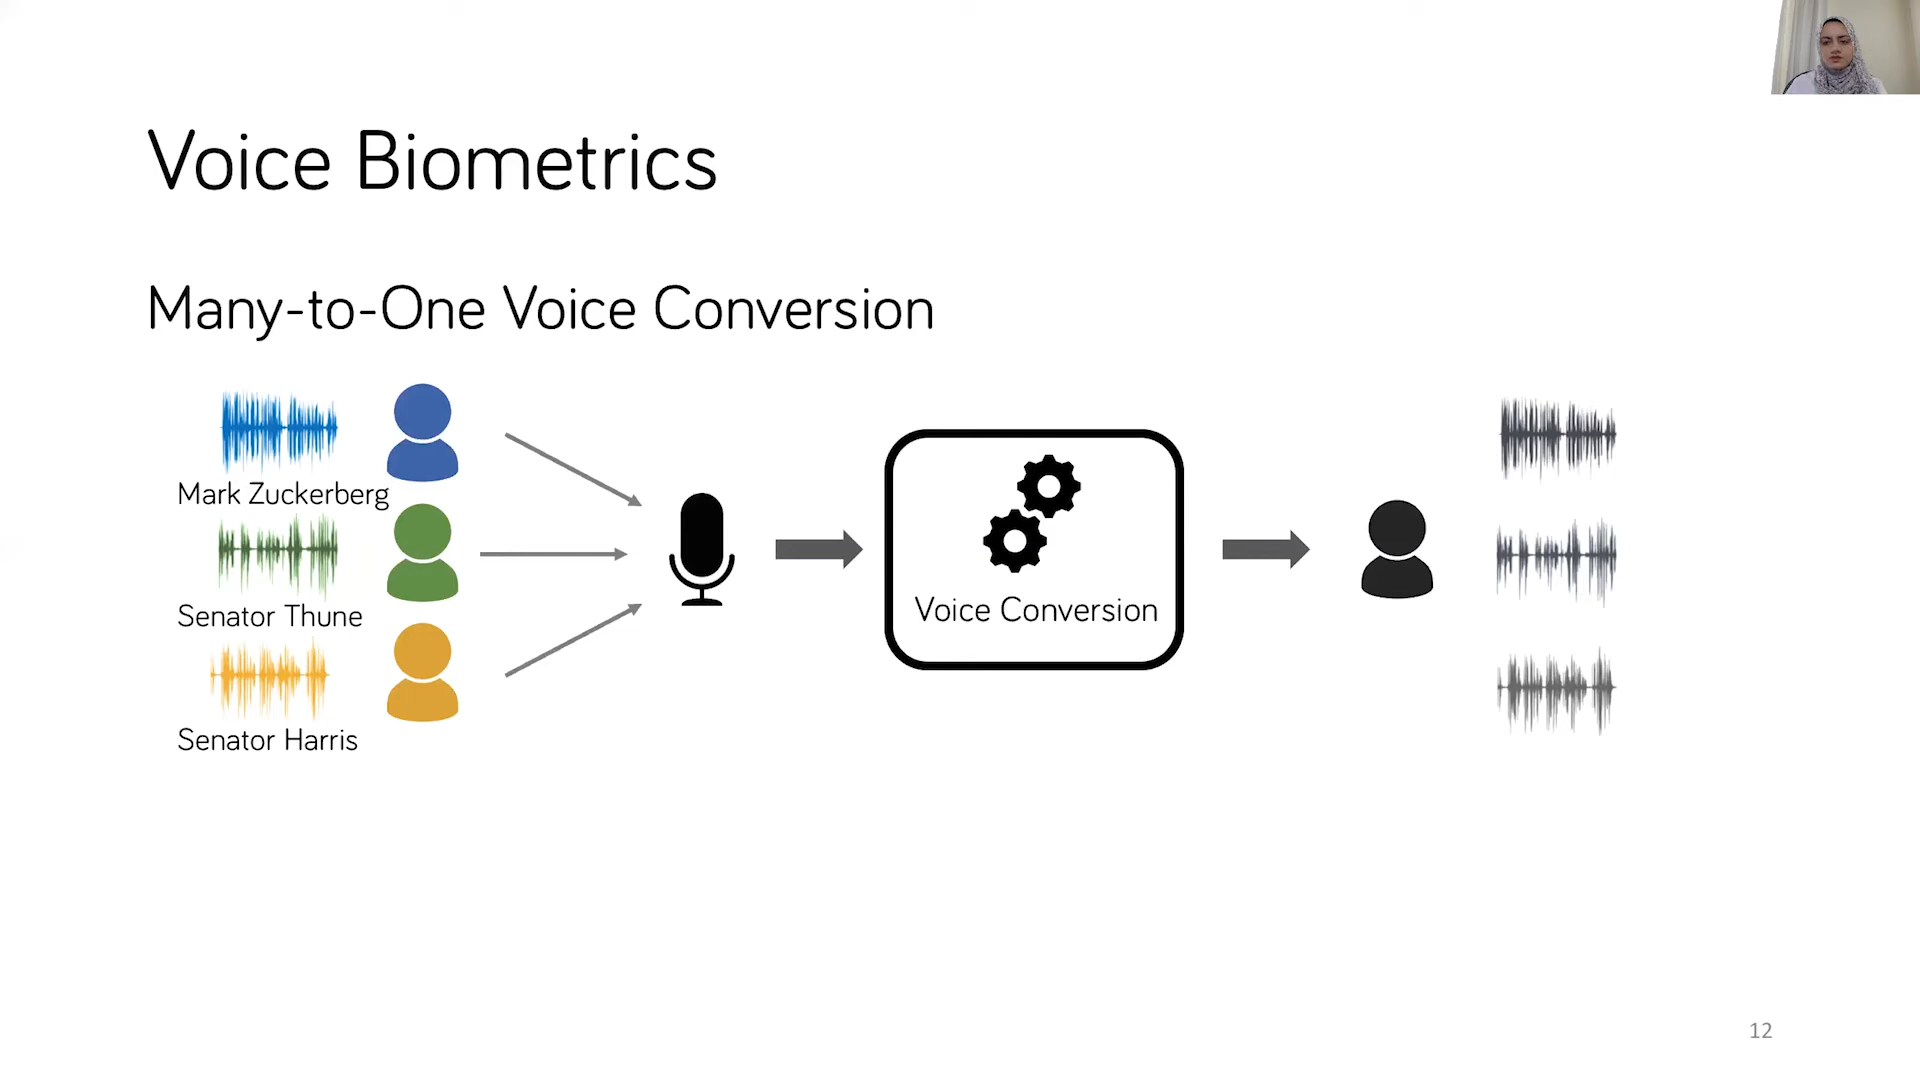 Voice Biometrics
Many-to-One Voice Conversion
Mark Zuckerberg
Senator Thune
Senator Harris
Voice Conversion
12